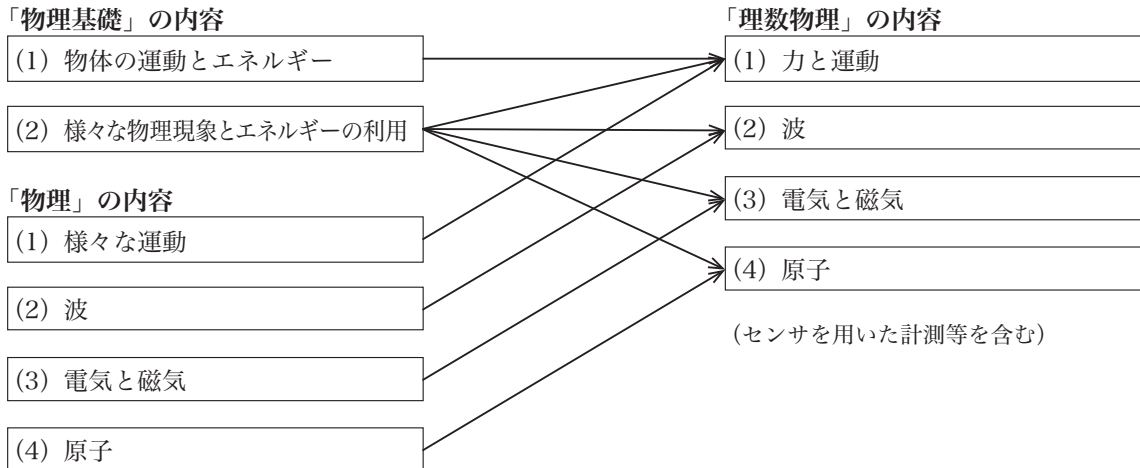 「物理基礎」の内容
(1) 物体の運動とエネルギー
(2) 様々な物理現象とエネルギーの利用
「物理」の内容
(1) 様々な運動
(2) 波
(3) 電気と磁気
(4) 原子
「理数物理」の内容
(1) 力と運動
(2) 波
(3) 電気と磁気
(4) 原子
(センサを用いた計測等を含む)